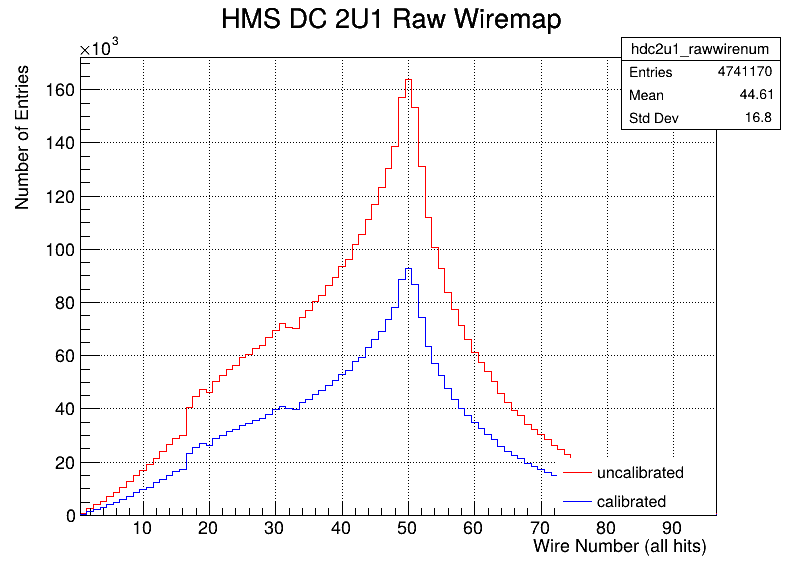 HMS DC 2U1 Raw Wiremap
×10³
hdc2u1_rawwirenum
Entries 4741170
Mean 44.61
Std Dev 16.8
Number of Entries
160
140
120
100
80
60
40
20
0
uncalibrated
calibrated
10 20 30 40 50 60 70 80 90
Wire Number (all hits)